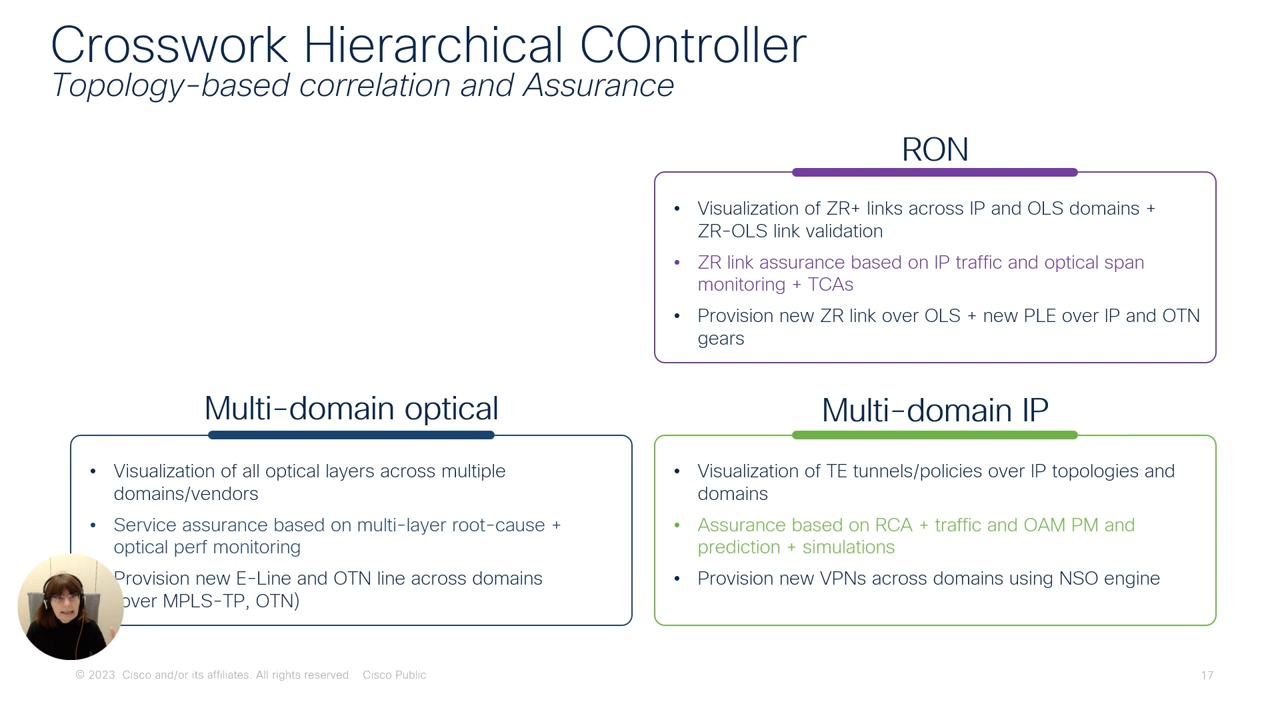 Crosswork Hierarchical COntroller
Topology-based correlation and Assurance
RON
• Visualization of ZR+ links across IP and OLS domains +
ZR-OLS link validation
• ZR link assurance based on IP traffic and optical span
monitoring + TCAs
• Provision new ZR link over OLS + new PLE over IP and OTN
gears
Multi-domain optical
• Visualization of all optical layers across multiple
domains/vendors
• Service assurance based on multi-layer root-cause +
optical perf monitoring
Provision new E-Line and OTN line across domains
over MPLS-TP, OTN)
Multi-domain IP
• Visualization of TE tunnels/policies over IP topologies and
domains
• Assurance based on RCA + traffic and OAM PM and
prediction + simulations
• Provision new VPNs across domains using NSO engine
© 2023 Cisco and/or its affiliates. All rights reserved. Cisco Public
17